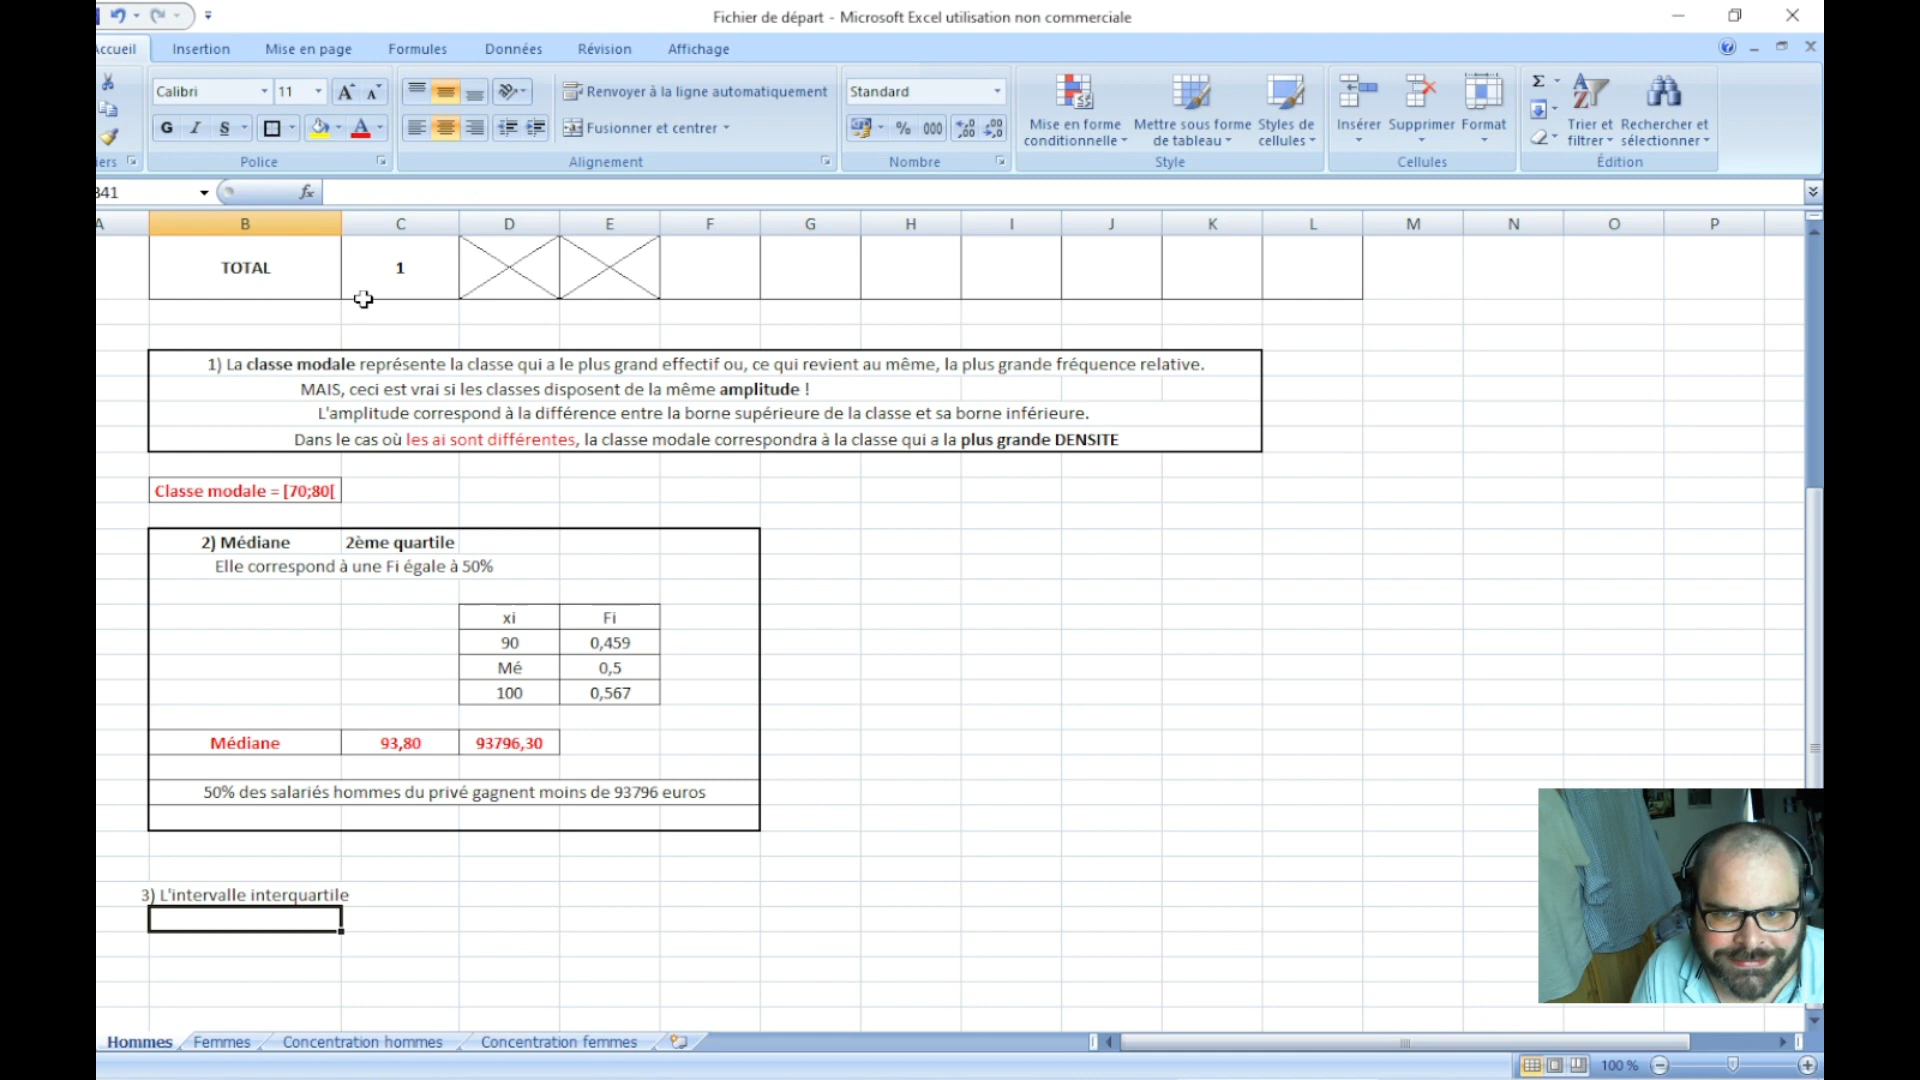 Fichier de départ - Microsoft Excel utilisation non commerciale
Accueil Insertion Mise en page Formules Données Révision Affichage
Calibri 11 Renvoyer à la ligne automatiquement Standard
G I S Fusionner et centrer % 000
Mise en forme conditionnelle
Mettre sous forme de tableau
Styles de cellules
Insérer Supprimer Format
Trier et filtrer
Rechercher et sélectionner
Police Alignement Nombre Style Cellules Édition
B41 fx
A B C D E F G H I J K L M N O P
TOTAL 1
1) La classe modale représente la classe qui a le plus grand effectif ou, ce qui revient au même, la plus grande fréquence relative.
MAIS, ceci est vrai si les classes disposent de la même amplitude !
L'amplitude correspond à la différence entre la borne supérieure de la classe et sa borne inférieure.
Dans le cas où les ai sont différentes, la classe modale correspondra à la classe qui a la plus grande DENSITE
Classe modale = [70;80[
2) Médiane 2ème quartile
Elle correspond à une Fi égale à 50%
xi Fi
90 0,459
Mé 0,5
100 0,567
Médiane 93,80 93796,30
50% des salariés hommes du privé gagnent moins de 93796 euros
3) L'intervalle interquartile
Hommes Femmes Concentration hommes Concentration femmes
100 %